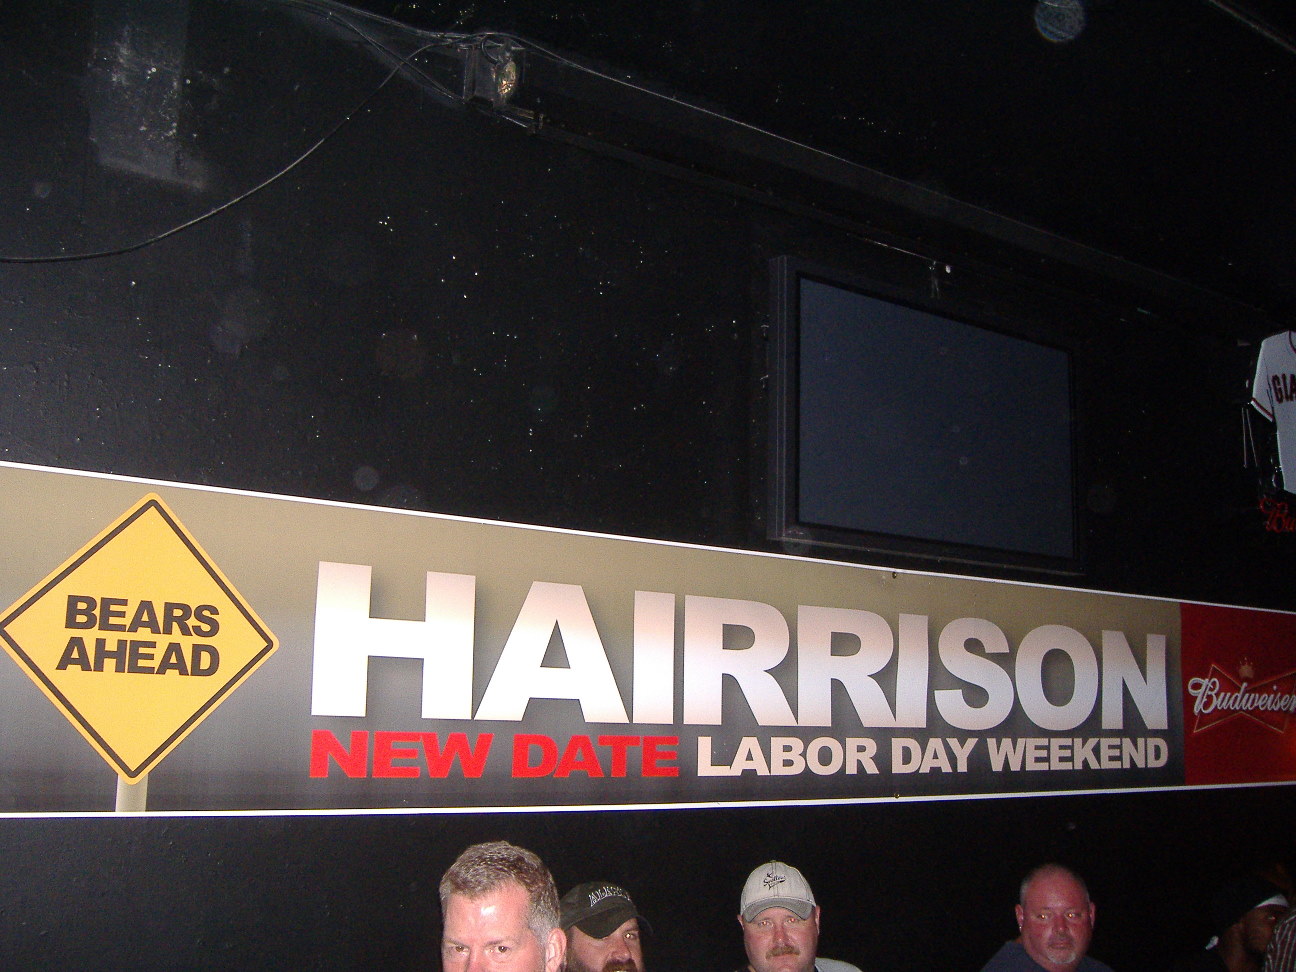 BEARS
AHEAD
HAIRRISON
NEW DATE LABOR DAY WEEKEND
Budweiser